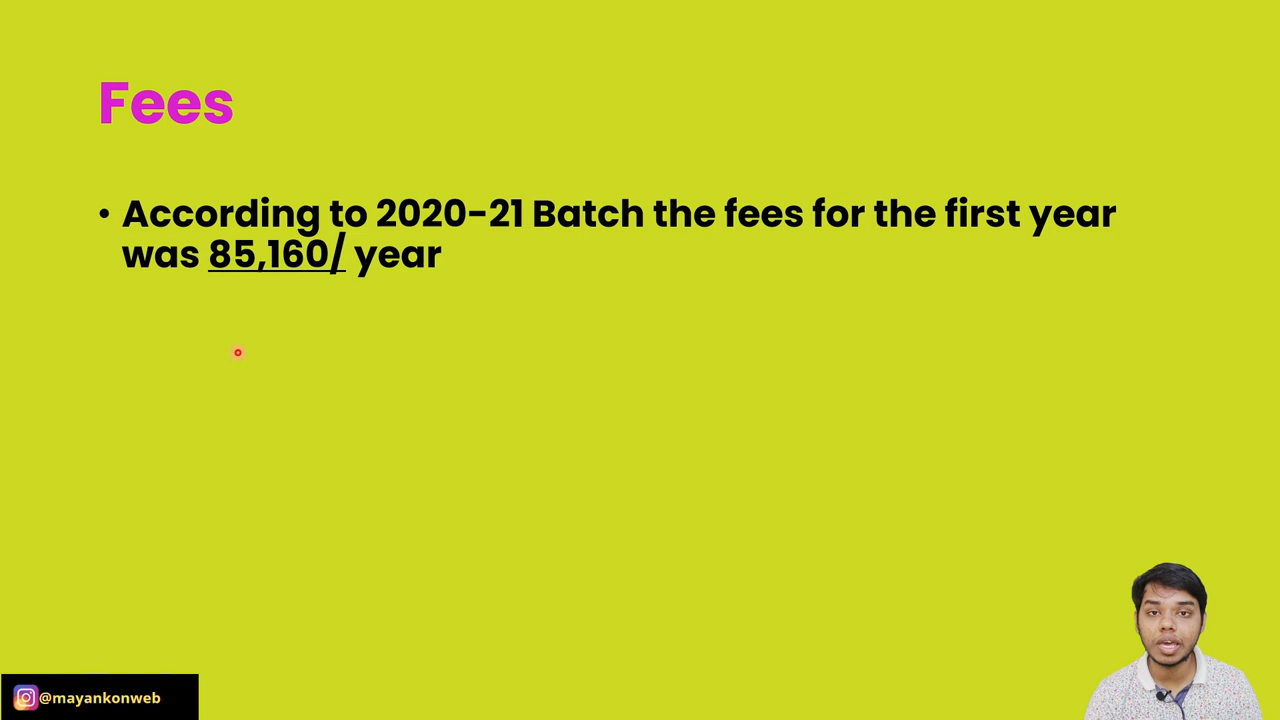 Fees
• According to 2020-21 Batch the fees for the first year
was 85,160/ year
@mayankonweb